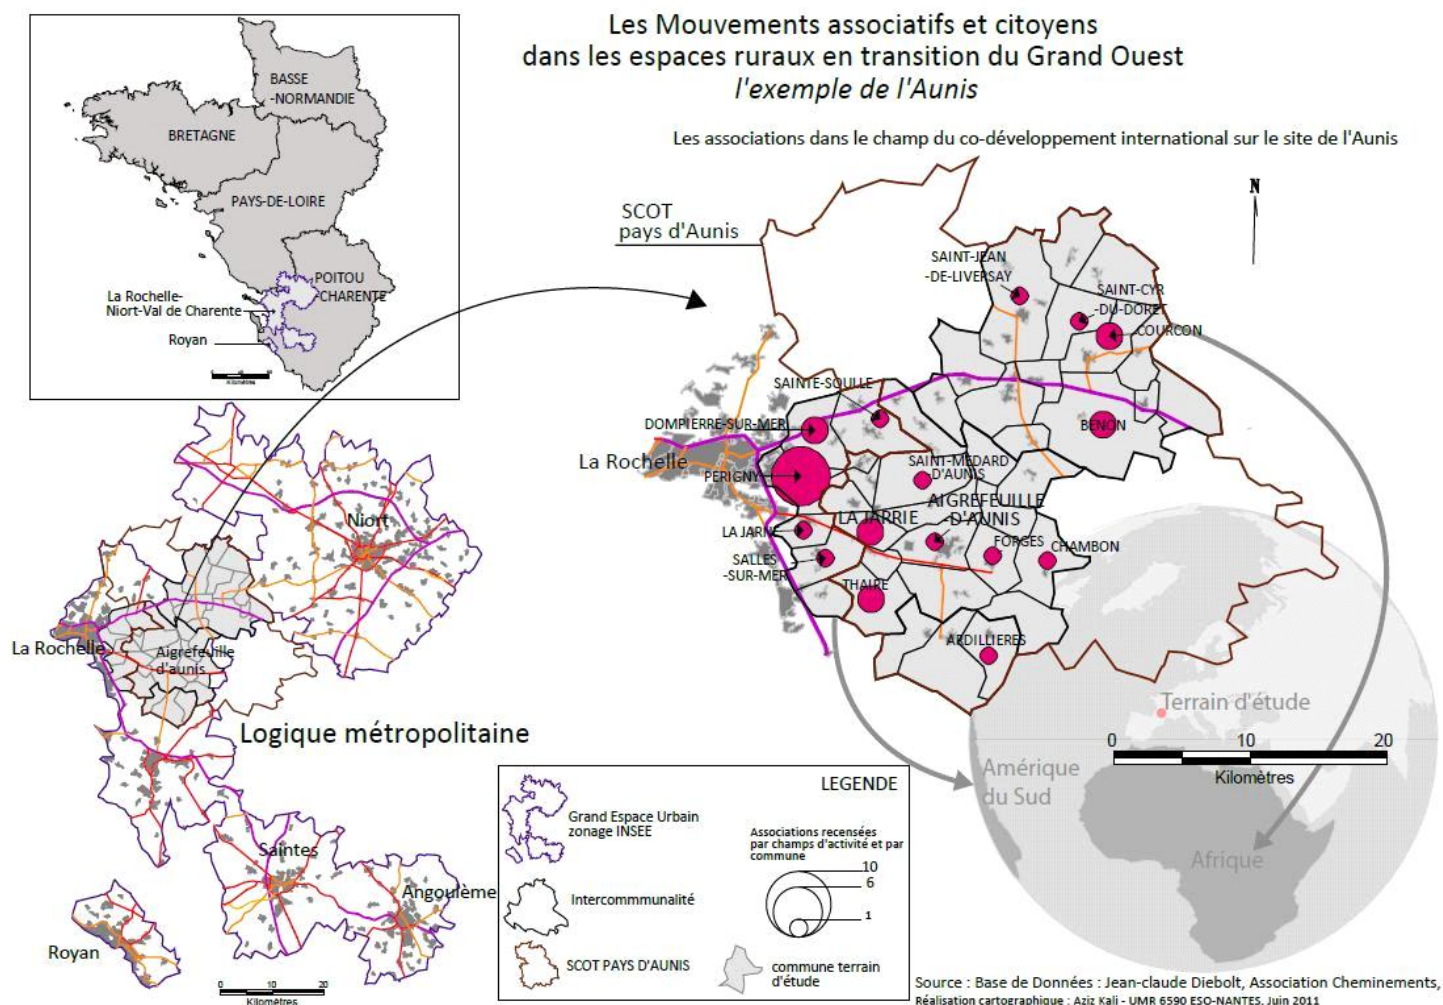 Les Mouvements associatifs et citoyens
dans les espaces ruraux en transition du Grand Ouest
l'exemple de l'Aunis
Les associations dans le champ du co-développement international sur le site de l'Aunis
BASSE
-NORMANDIE
BRETAGNE
PAYS-DE-LOIRE
POITOU
-CHARENTE
La Rochelle-
Niort-Val de Charente
Royan
Kilomètres
SCOT
pays d'Aunis
N
SAINT-JEAN
-DE-LIVERSAY
SAINT-CYR
-DU-DORET
COURCON
SAINTE-SOULLE
DOMPIERRE-SUR-MER
BENON
La Rochelle
PERIGNY
SAINT-MEDARD
D'AUNIS
AIGREFEUILLE
-D'AUNIS
LA JARRIE
LA JARNE
FORGES
CHAMBON
SALLES
-SUR-MER
THAIRE
ARDILLIERES
Niort
La Rochelle
Aigrefeuille
d'aunis
Logique métropolitaine
Saintes
Angoulème
Royan
0 10 20
Kilomètres
Terrain d'étude
0 10 20
Kilomètres
Amérique
du Sud
Afrique
LEGENDE
Grand Espace Urbain
zonage INSEE
Intercommmunalité
SCOT PAYS D'AUNIS
Associations recensées
par champs d'activité et par
commune
10
6
1
commune terrain
d'étude
Source : Base de Données : Jean-claude Diebolt, Association Cheminements,
Réalisation cartographique : Aziz Kali - UMR 6590 ESO-NANTES, Juin 2011